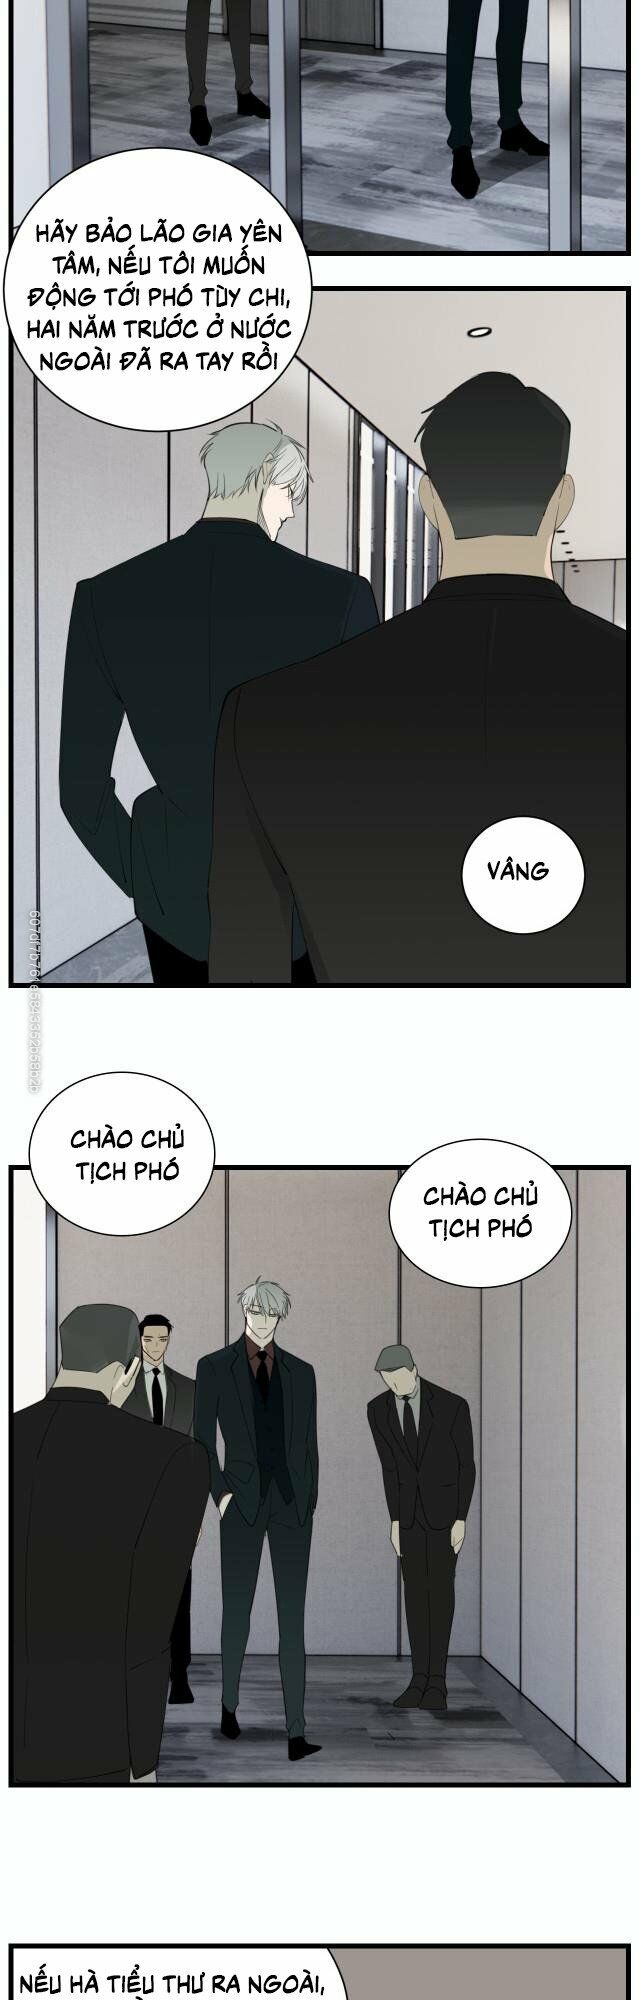 HÃY BẢO LÃO GIA YÊN
TÂM, NẾU TÔI MUỐN
ĐỘNG TỚI PHÓ TÙY CHI,
HAI NĂM TRƯỚC Ở NƯỚC
NGOÀI ĐÃ RA TAY RỒI
VÂNG
CHÀO CHỦ
TỊCH PHÓ
CHÀO CHỦ
TỊCH PHÓ
NẾU HÀ TIỂU THƯ RA NGOÀI,